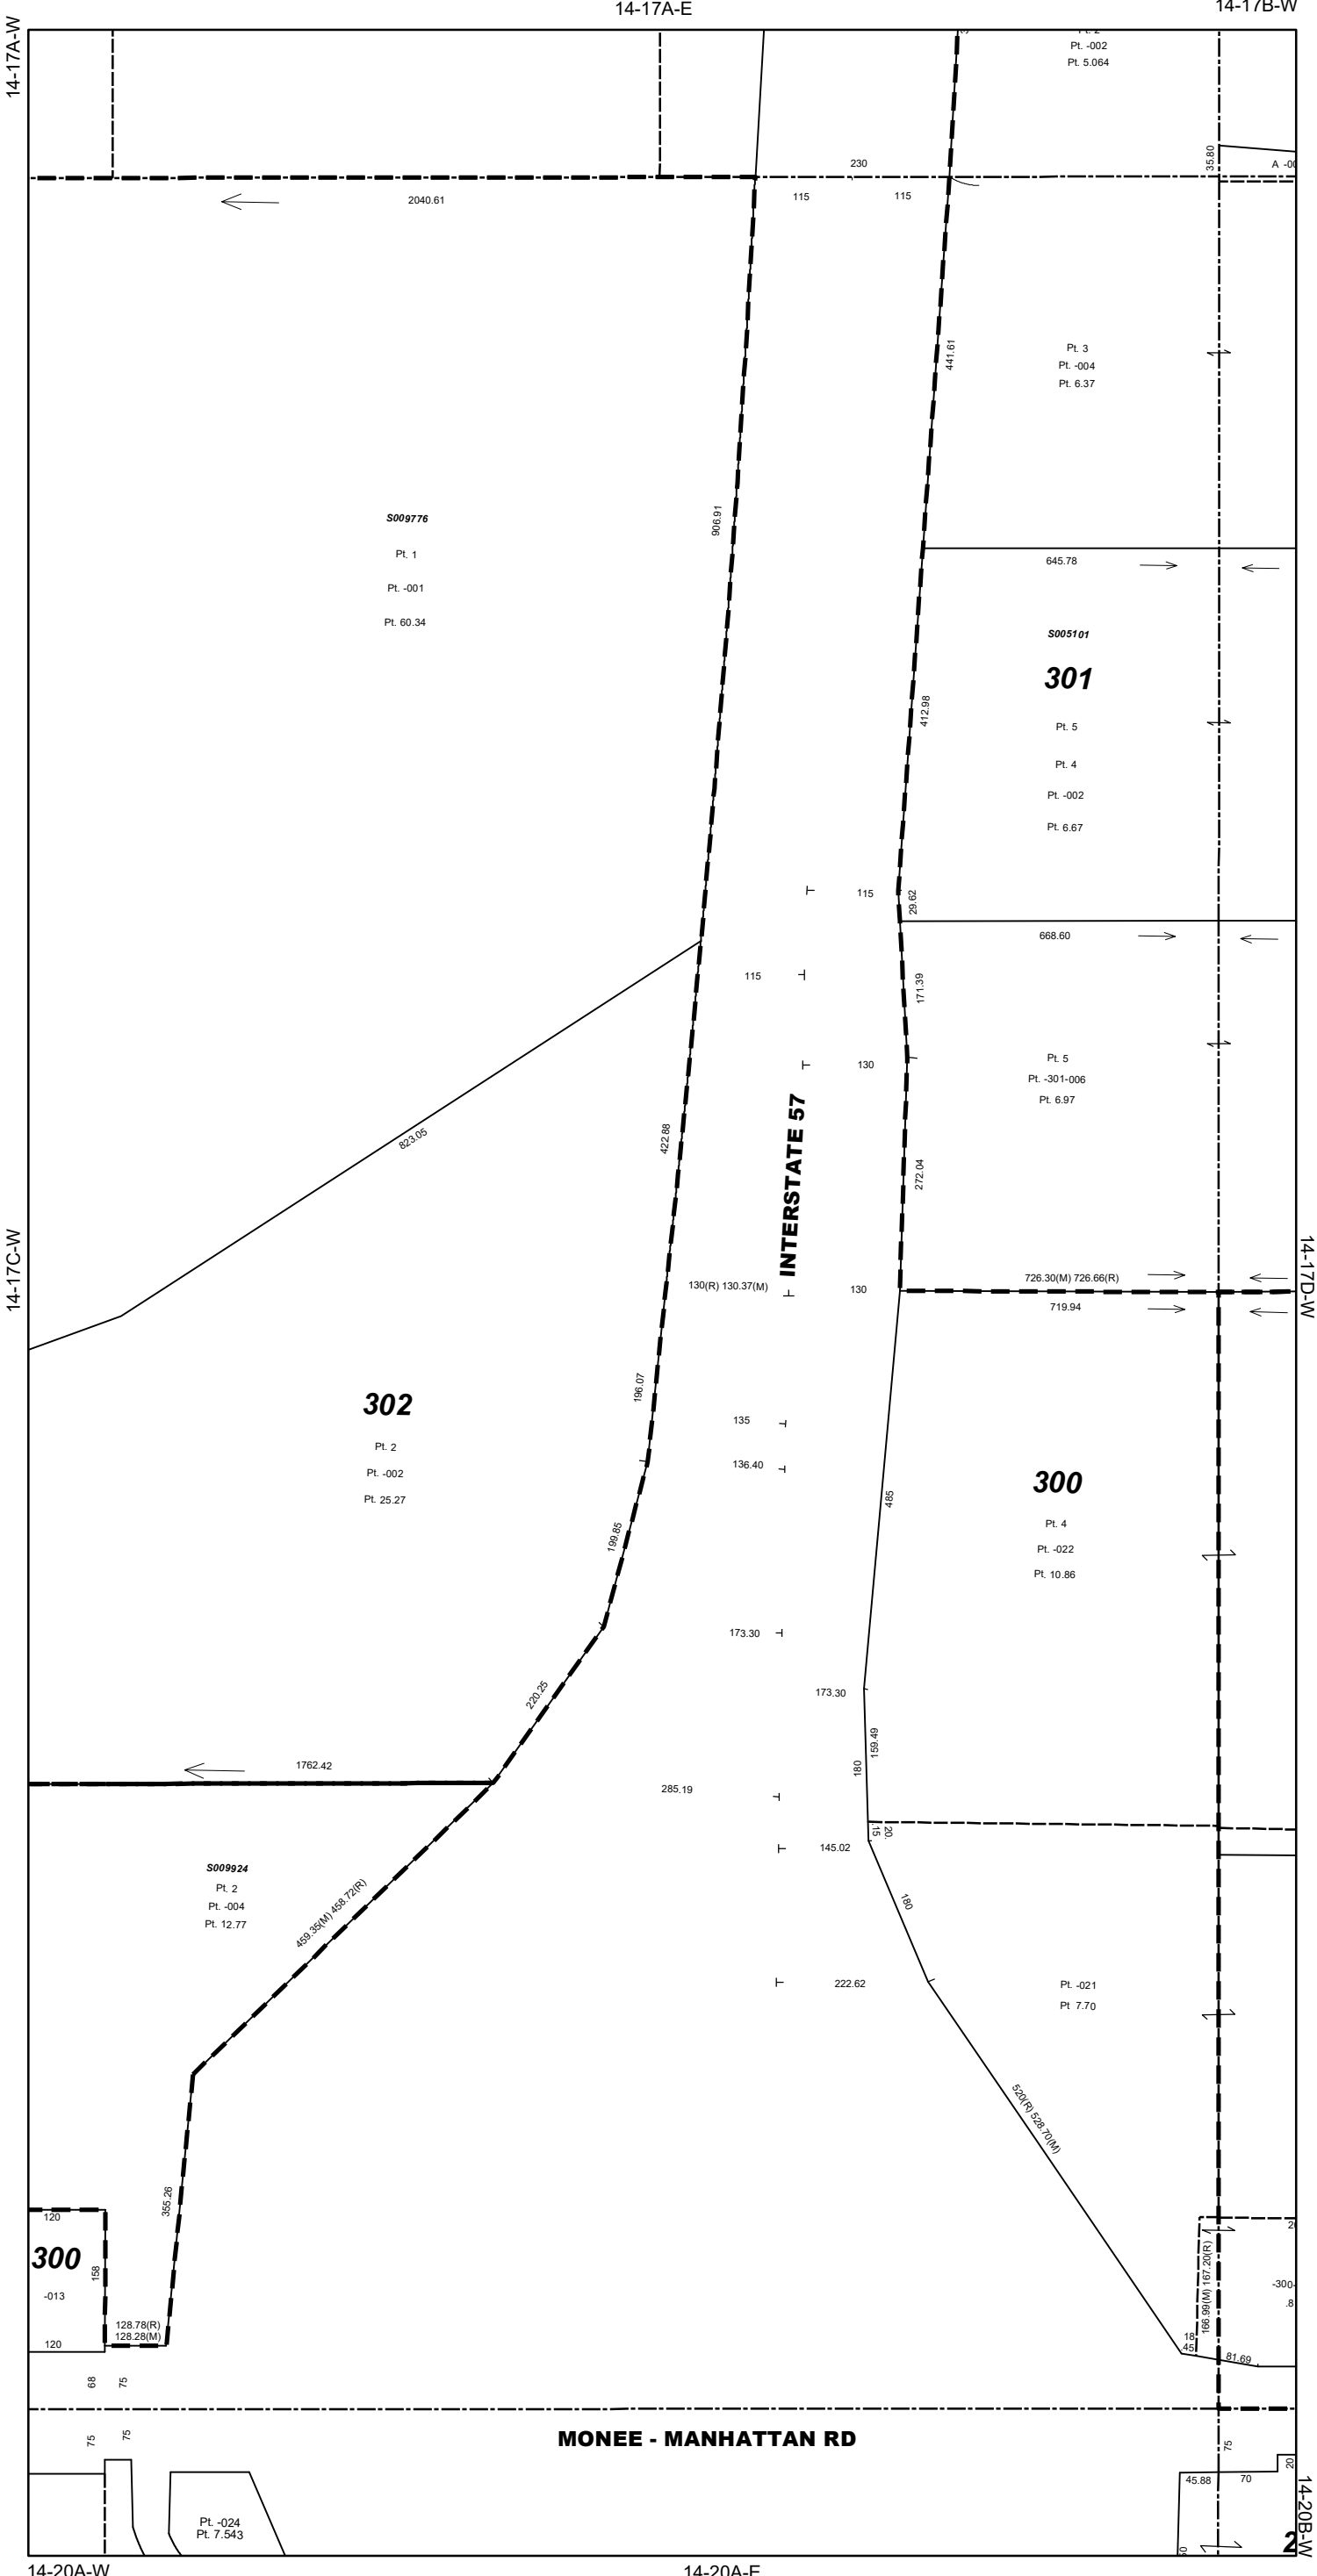 14-17A-E
14-17B-W
14-17A-W
Pt. -002
Pt. 5.064
35.80
230
2040.61
115
115
441.61
Pt. 3
Pt. -004
Pt. 6.37
S009776
Pt. 1
Pt. -001
Pt. 60.34
906.91
645.78
S005101
301
412.98
Pt. 5
Pt. 4
Pt. -002
Pt. 6.67
115
29.62
668.60
115
171.39
Pt. 5
Pt. -301-006
Pt. 6.97
130
INTERSTATE 57
823.05
422.88
272.04
14-17C-W
14-17D-W
130(R) 130.37(M)
130
726.30(M) 726.66(R)
719.94
196.07
302
Pt. 2
Pt. -002
Pt. 25.27
135
136.40
485
300
Pt. 4
Pt. -022
Pt. 10.86
199.85
173.30
220.25
173.30
159.49
180
1762.42
285.19
20.
15
145.02
S009924
Pt. 2
Pt. -004
Pt. 12.77
459.35(M) 458.72(R)
180
222.62
Pt. -021
Pt 7.70
520(R) 528.70(M)
355.26
120
300
-013
158
128.78(R)
128.28(M)
120
166.99(M) 167.20(R)
-300-
.8
18
45
81.69
68
75
MONEE - MANHATTAN RD
75
75
75
20
45.88
70
Pt. -024
Pt. 7.543
2
14-20B-W
14-20A-W
14-20A-E